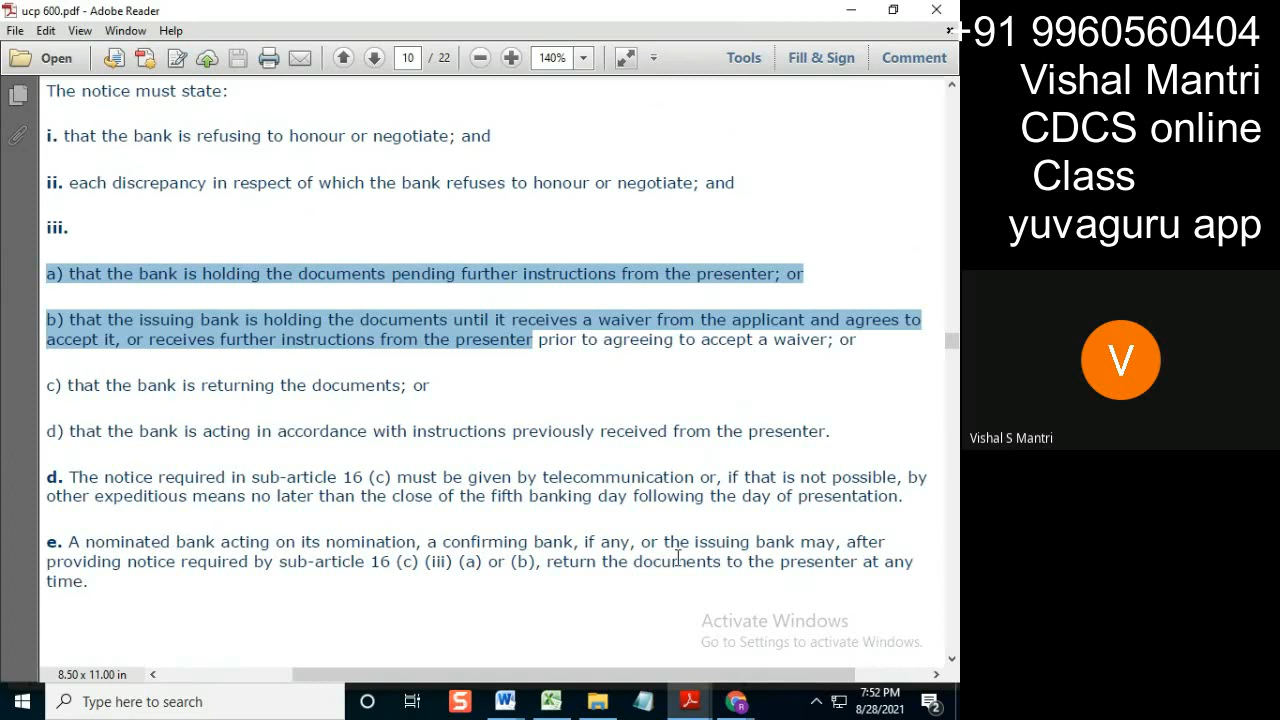 ucp 600.pdf - Adobe Reader
File Edit View Window Help
Open 10 / 22 140% Tools Fill & Sign Comment
The notice must state:
i. that the bank is refusing to honour or negotiate; and
ii. each discrepancy in respect of which the bank refuses to honour or negotiate; and
iii.
a) that the bank is holding the documents pending further instructions from the presenter; or
b) that the issuing bank is holding the documents until it receives a waiver from the applicant and agrees to
accept it, or receives further instructions from the presenter prior to agreeing to accept a waiver; or
c) that the bank is returning the documents; or
d) that the bank is acting in accordance with instructions previously received from the presenter.
d. The notice required in sub-article 16 (c) must be given by telecommunication or, if that is not possible, by
other expeditious means no later than the close of the fifth banking day following the day of presentation.
e. A nominated bank acting on its nomination, a confirming bank, if any, or the issuing bank may, after
providing notice required by sub-article 16 (c) (iii) (a) or (b), return the documents to the presenter at any
time.
Activate Windows
Go to Settings to activate Windows.
8.50 x 11.00 in
Type here to search
7:52 PM
8/28/2021
2
+91 9960560404
Vishal Mantri
CDCS online
Class
yuvaguru app
V
Vishal S Mantri